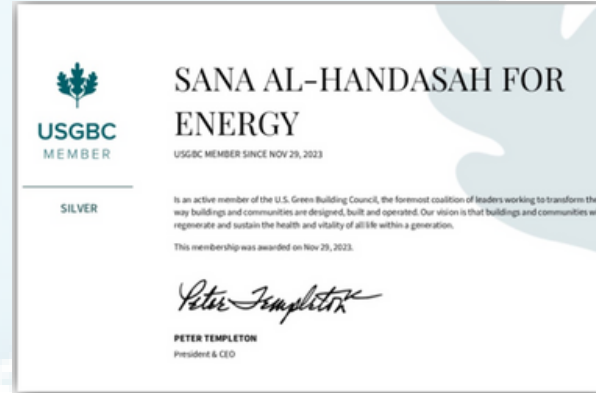 USGBC
MEMBER
SILVER
SANA AL-HANDASAH FOR
ENERGY
USGBC MEMBER SINCE NOV 29, 2023
Is an active member of the U.S. Green Building Council, the foremost coalition of leaders working to transform the
way buildings and communities are designed, built and operated. Our vision is that buildings and communities w
regenerate and sustain the health and vitality of all life within a generation.
This membership was awarded on Nov 29, 2023.
Peter Templeton
PETER TEMPLETON
President & CEO